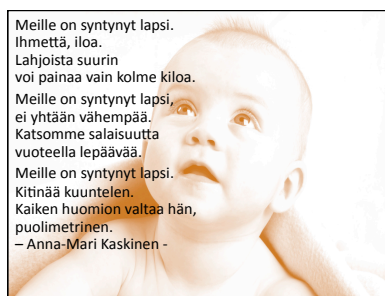 Meille on syntynyt lapsi.
Ihmettä, iloa.
Lahjoista suurin
voi painaa vain kolme kiloa.
Meille on syntynyt lapsi,
ei yhtään vähempää.
Katsomme salaisuutta
vuoteella lepäävää.
Meille on syntynyt lapsi.
Kitinää kuuntelen.
Kaiken huomion valtaa hän,
puolimetrinen.
– Anna-Mari Kaskinen -